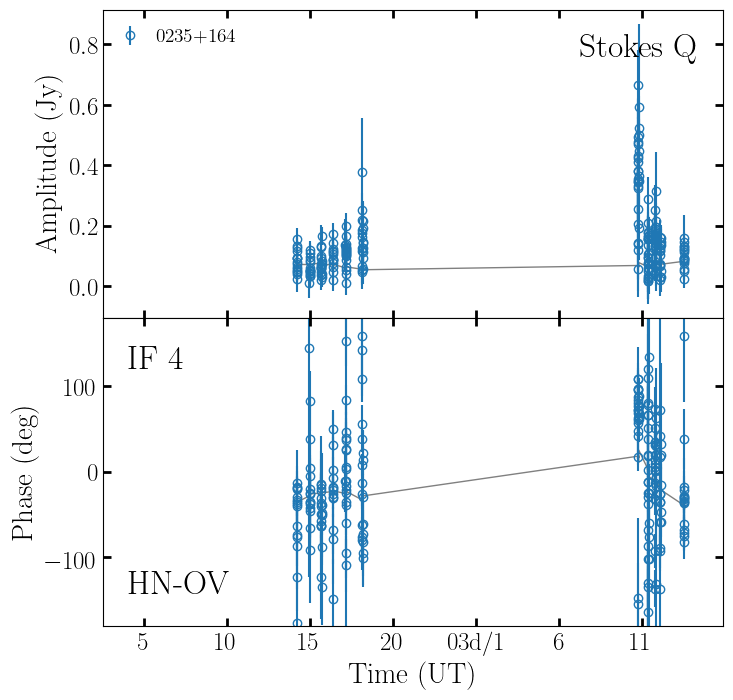 0235+164
Stokes Q
Amplitude (Jy)
0.8
0.6
0.4
0.2
0.0
IF 4
HN-OV
Phase (deg)
100
0
−100
5 10 15 20 03d/1 6 11
Time (UT)